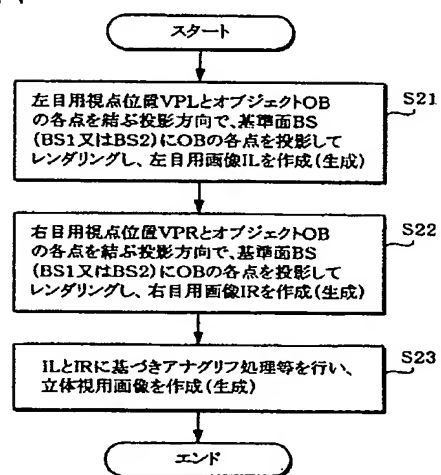 スタート
左目用視点位置VPLとオブジェクトOB
の各点を結ぶ投影方向で、基準面BS
(BS1又はBS2)にOBの各点を投影して
レンダリングし、左目用画像ILを作成(生成)
S21
右目用視点位置VPRとオブジェクトOB
の各点を結ぶ投影方向で、基準面BS
(BS1又はBS2)にOBの各点を投影して
レンダリングし、右目用画像IRを作成(生成)
S22
ILとIRに基づきアナグリフ処理等を行い、
立体視用画像を作成(生成)
S23
エンド